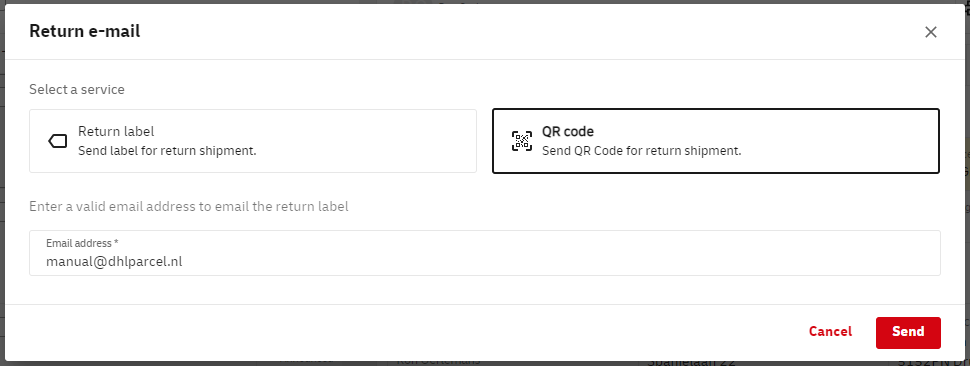 Return e-mail
Select a service
Return label
Send label for return shipment.
QR code
Send QR Code for return shipment.
Enter a valid email address to email the return label
Email address *
manual@dhlparcel.nl
Cancel
Send